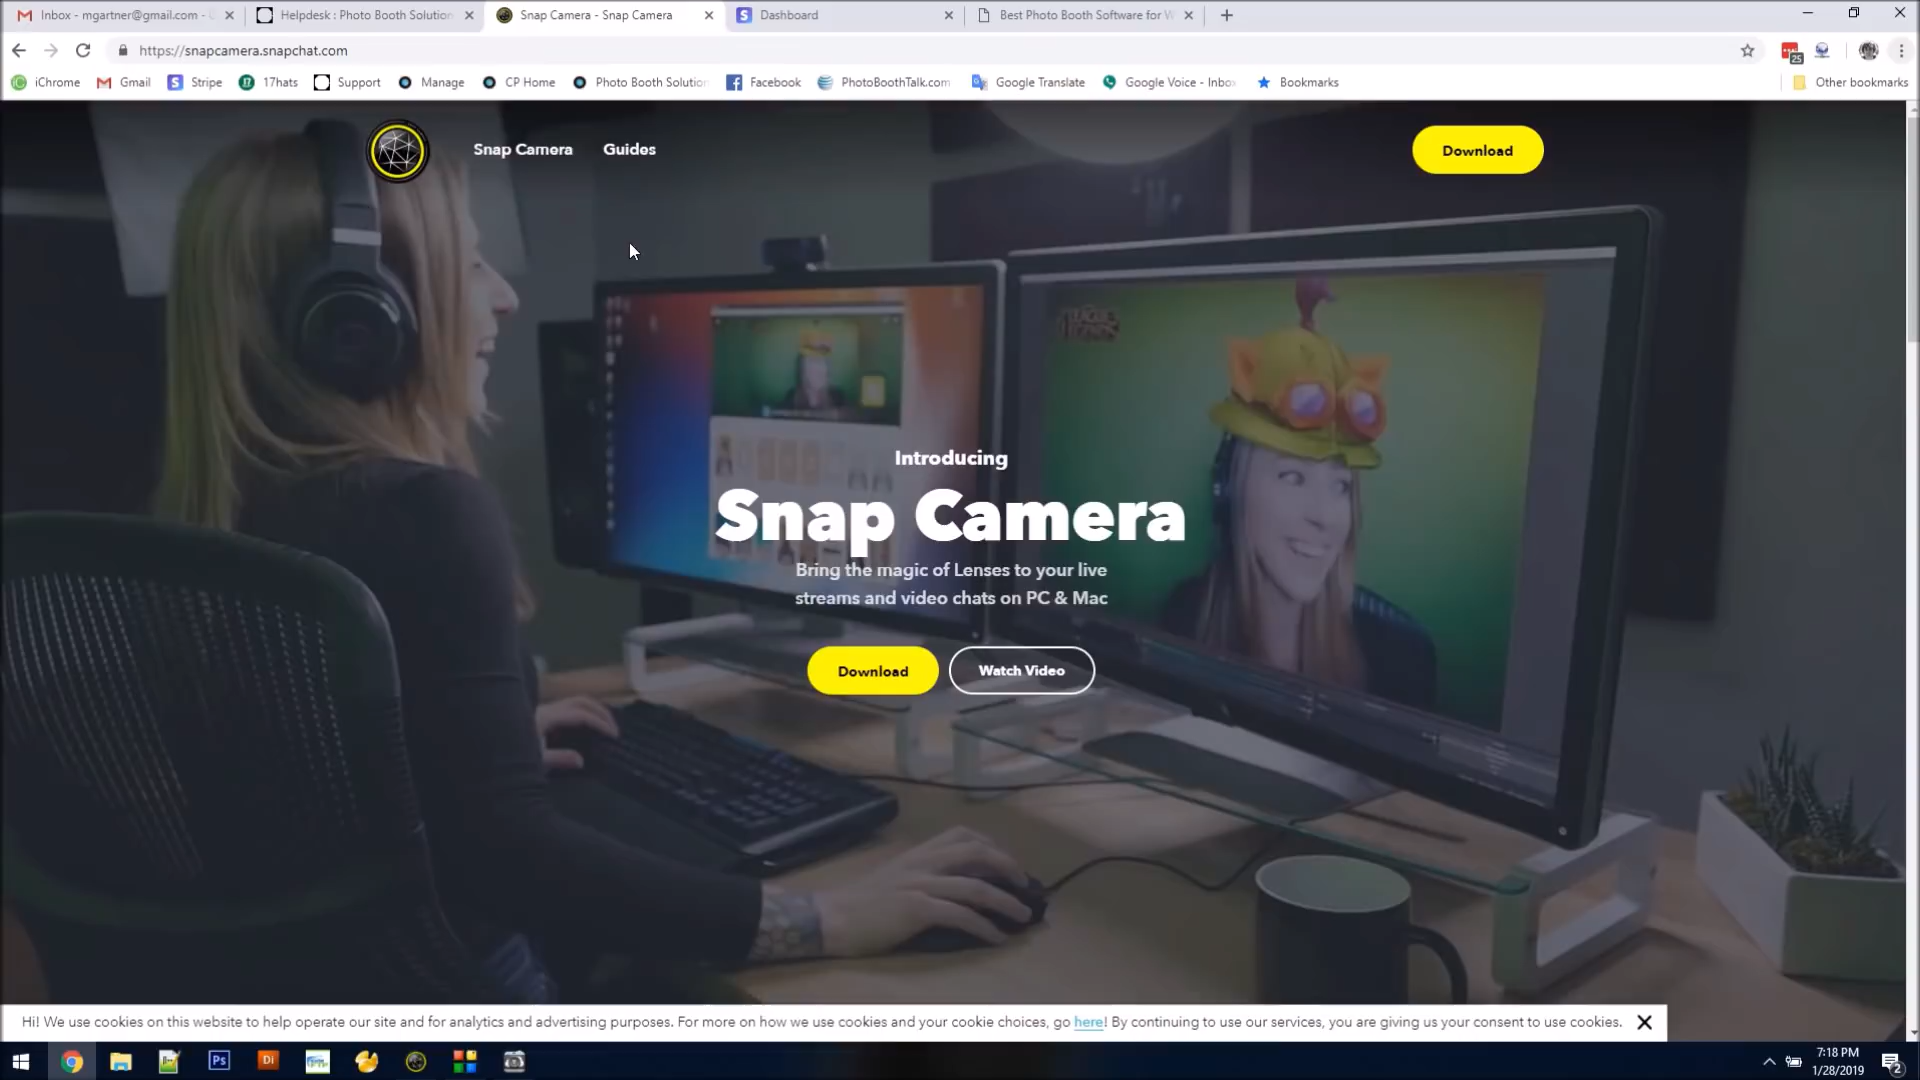 Inbox - mgartner@gmail.com -
Helpdesk : Photo Booth Solution
Snap Camera - Snap Camera
Dashboard
Best Photo Booth Software for W
https://snapcamera.snapchat.com
25
iChrome
Gmail
Stripe
17hats
Support
Manage
CP Home
Photo Booth Solution
Facebook
PhotoBoothTalk.com
Google Translate
Google Voice - Inbox
Bookmarks
Other bookmarks
Snap Camera
Guides
Download
Introducing
Snap Camera
Bring the magic of Lenses to your live
streams and video chats on PC & Mac
Download
Watch Video
Hi! We use cookies on this website to help operate our site and for analytics and advertising purposes. For more on how we use cookies and your cookie choices, go here! By continuing to use our services, you are giving us your consent to use cookies.
Ps
Di
7:18 PM
1/28/2019
2